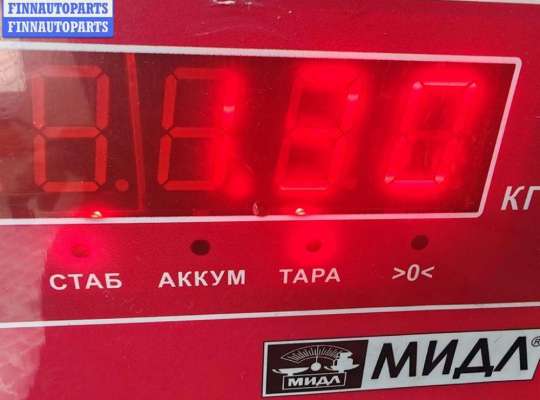 FINNAUTOPARTS
FINNAUTOPARTS
КГ
СТАБ АККУМ ТАРА >0<
МИДЛ МИДЛ®